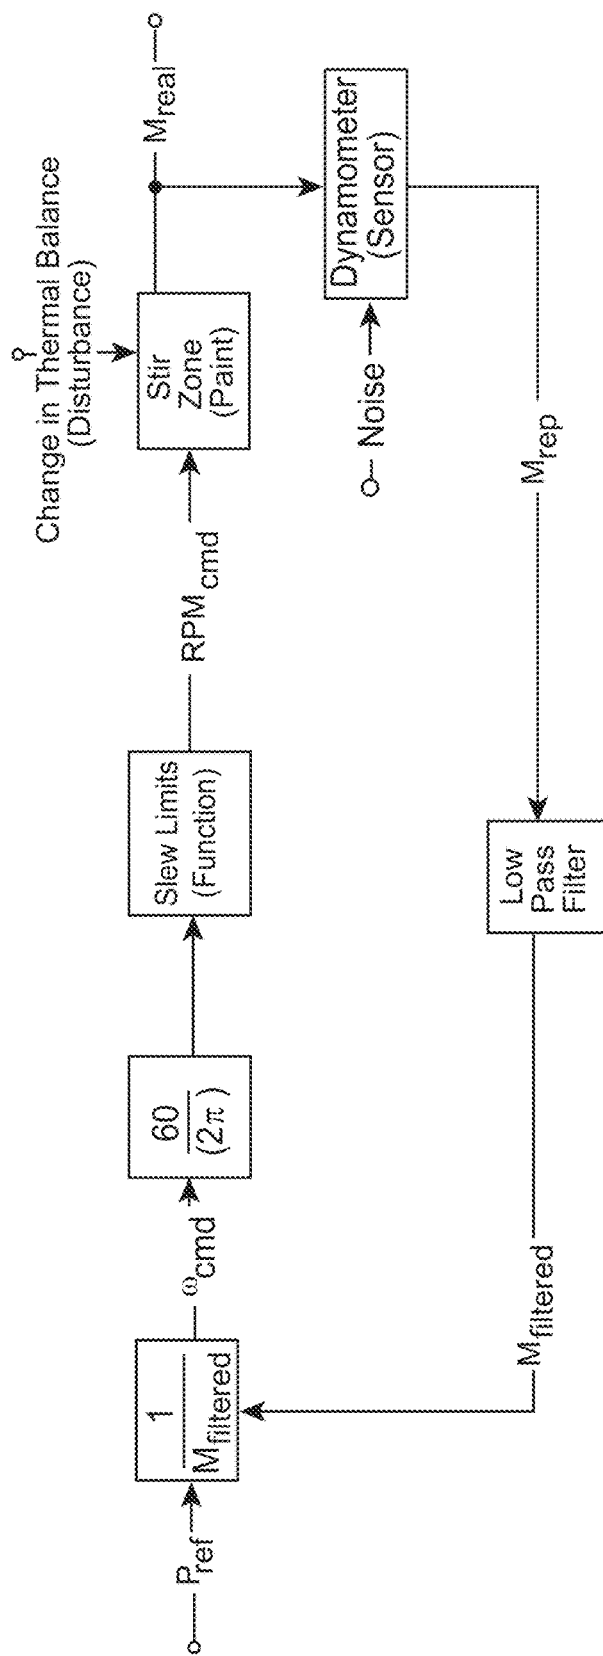 Change in Thermal Balance
(Disturbance)
P_ref
1
M_filtered
ω_cmd
60
(2π)
Slew Limits
(Function)
RPM_cmd
Stir
Zone
(Paint)
M_real
Noise
Dynamometer
(Sensor)
M_rep
Low
Pass
Filter
M_filtered